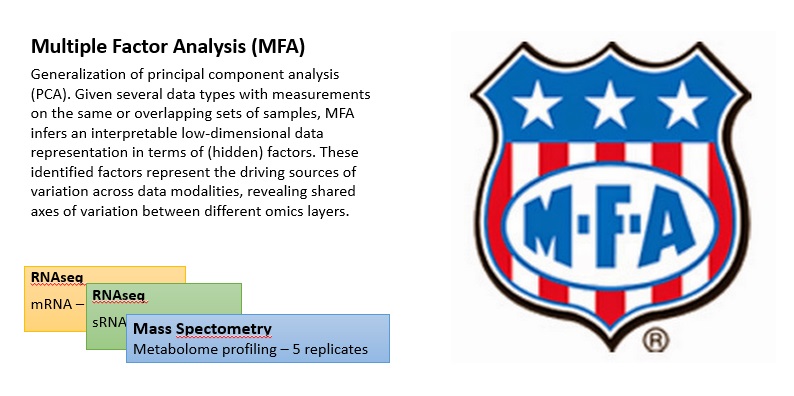 Multiple Factor Analysis (MFA)
Generalization of principal component analysis
(PCA). Given several data types with measurements
on the same or overlapping sets of samples, MFA
infers an interpretable low-dimensional data
representation in terms of (hidden) factors. These
identified factors represent the driving sources of
variation across data modalities, revealing shared
axes of variation between different omics layers.
RNAseq
mRNA –
RNAseq
sRNA
Mass Spectometry
Metabolome profiling – 5 replicates
M·F·A
®